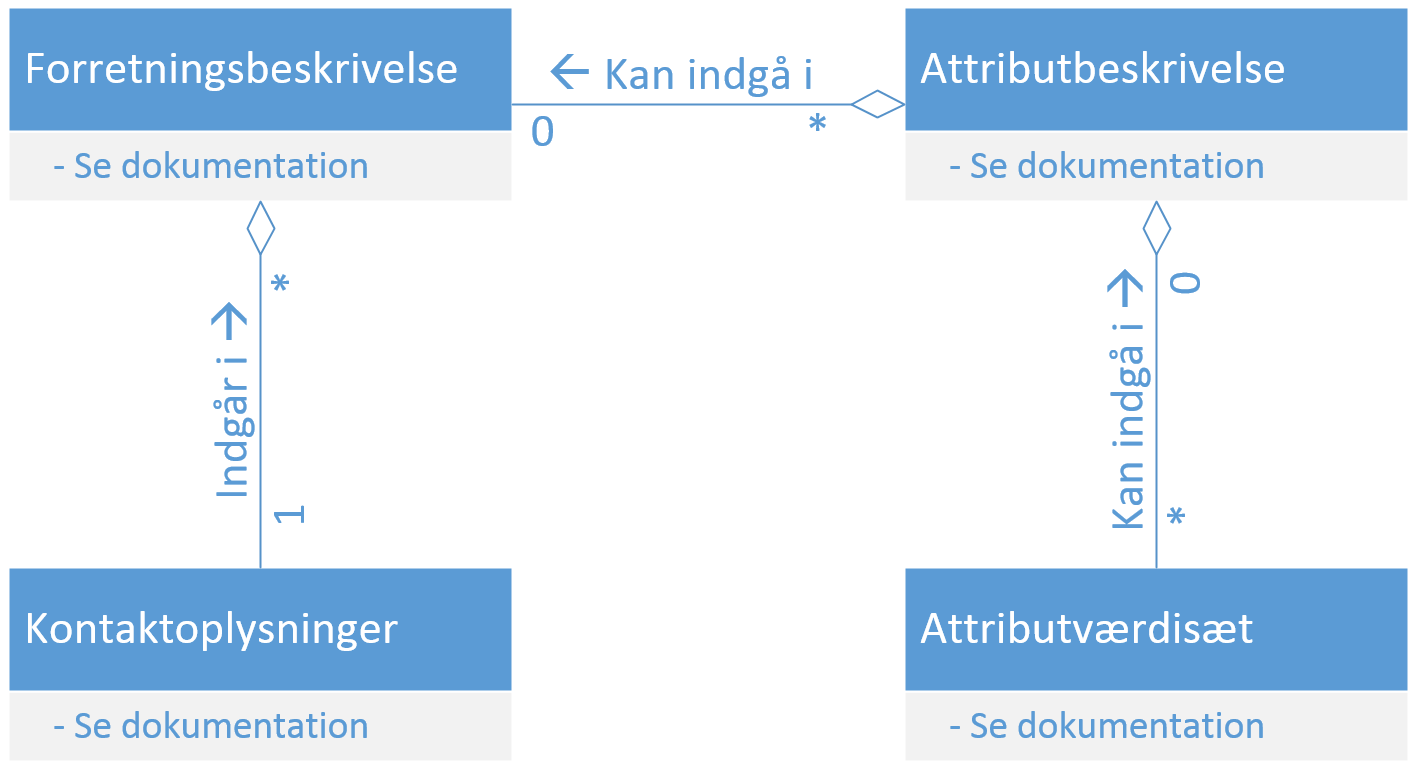 Forretningsbeskrivelse
- Se dokumentation
← Kan indgå i
0
*
Attributbeskrivelse
- Se dokumentation
*
Indgår i →
1
0
Kan indgå i →
*
Kontaktoplysninger
- Se dokumentation
Attributværdisæt
- Se dokumentation